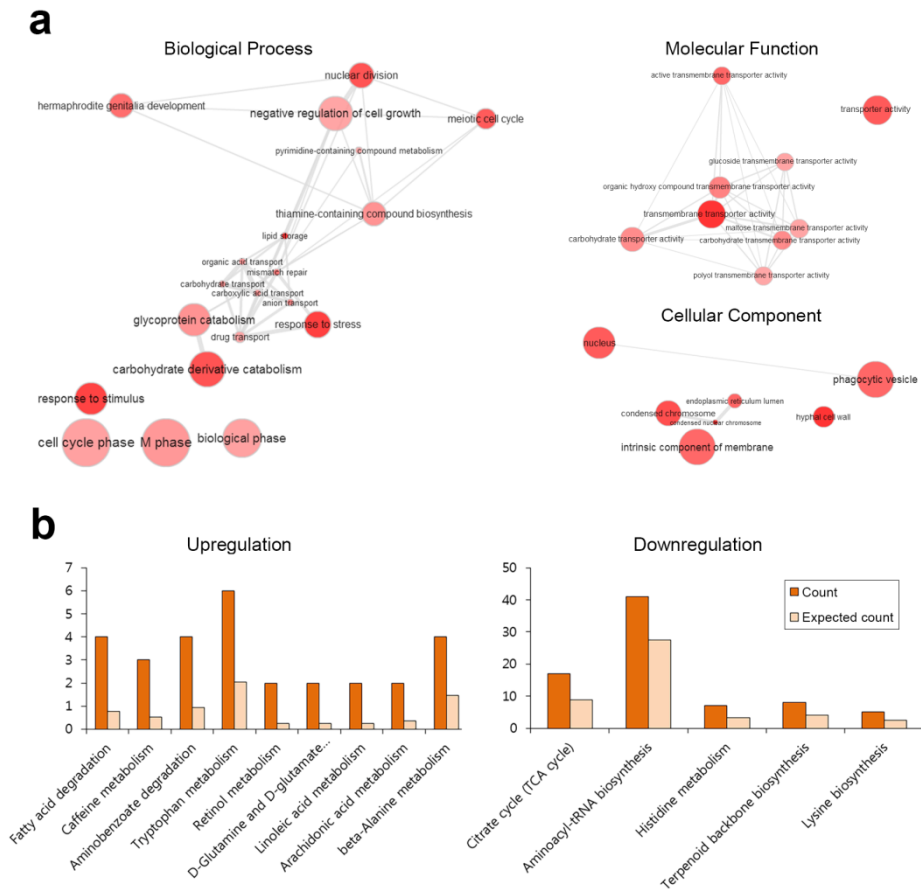 a
Biological Process
nuclear division
hermaphrodite genitalia development
negative regulation of cell growth
meiotic cell cycle
pyrimidine-containing compound metabolism
thiamine-containing compound biosynthesis
lipid storage
organic acid transport
mismatch repair
carbohydrate transport
carboxylic acid transport
anion transport
glycoprotein catabolism
response to stress
drug transport
carbohydrate derivative catabolism
response to stimulus
cell cycle phase
M phase
biological phase
Molecular Function
active transmembrane transporter activity
transporter activity
glucoside transmembrane transporter activity
organic hydroxy compound transmembrane transporter activity
transmembrane transporter activity
maltose transmembrane transporter activity
carbohydrate transporter activity
carbohydrate transmembrane transporter activity
polyol transmembrane transporter activity
Cellular Component
nucleus
phagocytic vesicle
endoplasmic reticulum lumen
condensed chromosome
hyphal cell wall
condensed nuclear chromosome
intrinsic component of membrane
b
Upregulation
7
6
5
4
3
2
1
0
Fatty acid degradation
Caffeine metabolism
Aminobenzoate degradation
Tryptophan metabolism
Retinol metabolism
D-Glutamine and D-glutamate...
Linoleic acid metabolism
Arachidonic acid metabolism
beta-Alanine metabolism
Downregulation
50
40
30
20
10
0
Count
Expected count
Citrate cycle (TCA cycle)
Aminoacyl-tRNA biosynthesis
Histidine metabolism
Terpenoid backbone biosynthesis
Lysine biosynthesis